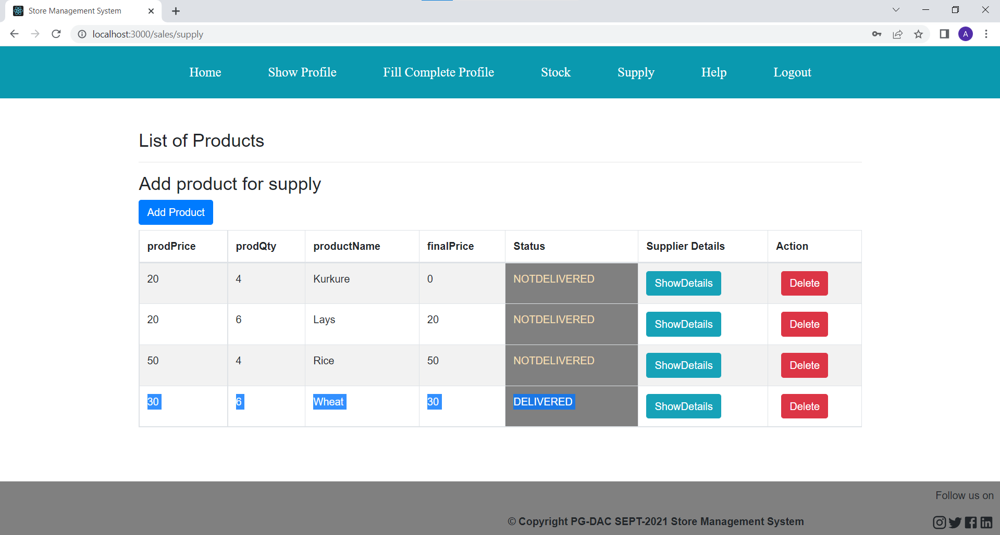 Store Management System
localhost:3000/sales/supply
A
Home Show Profile Fill Complete Profile Stock Supply Help Logout
List of Products
Add product for supply
Add Product
prodPrice prodQty productName finalPrice Status Supplier Details Action
20 4 Kurkure 0 NOTDELIVERED ShowDetails Delete
20 6 Lays 20 NOTDELIVERED ShowDetails Delete
50 4 Rice 50 NOTDELIVERED ShowDetails Delete
30 6 Wheat 30 DELIVERED ShowDetails Delete
Follow us on
© Copyright PG-DAC SEPT-2021 Store Management System